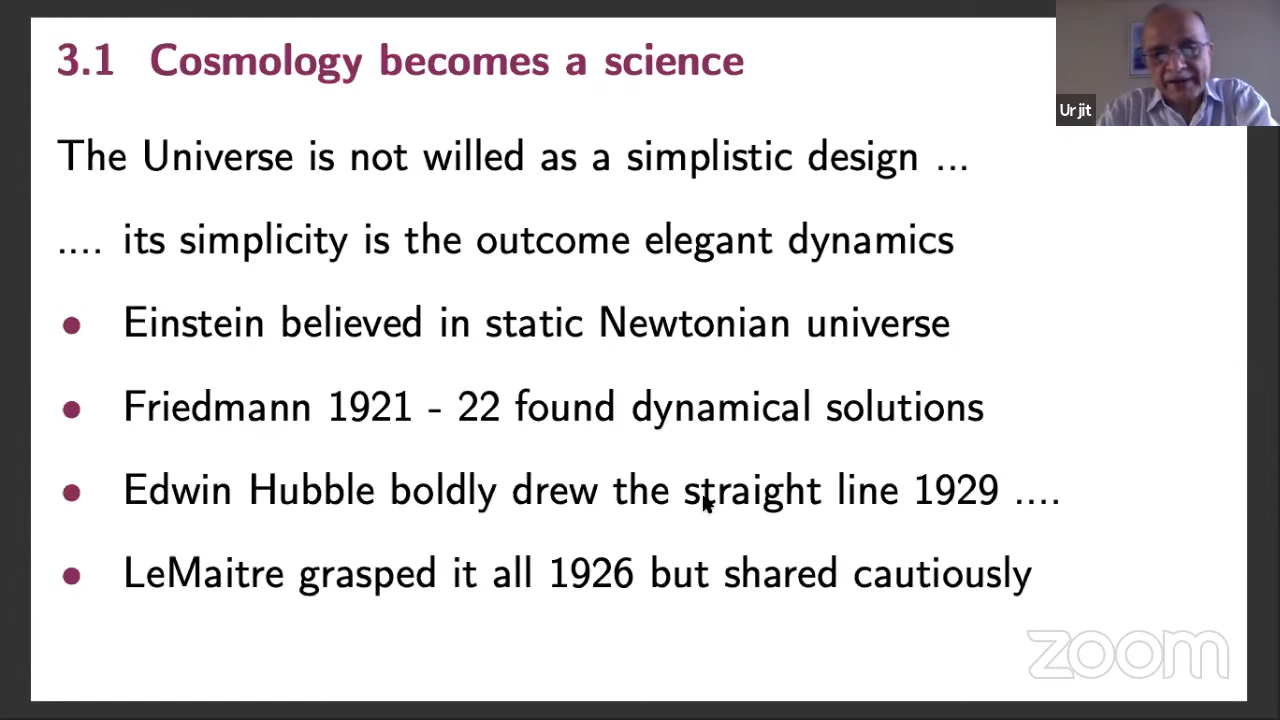 3.1 Cosmology becomes a science
Urjit
The Universe is not willed as a simplistic design ...
.... its simplicity is the outcome elegant dynamics
• Einstein believed in static Newtonian universe
• Friedmann 1921 - 22 found dynamical solutions
• Edwin Hubble boldly drew the straight line 1929 ....
• LeMaitre grasped it all 1926 but shared cautiously
zoom